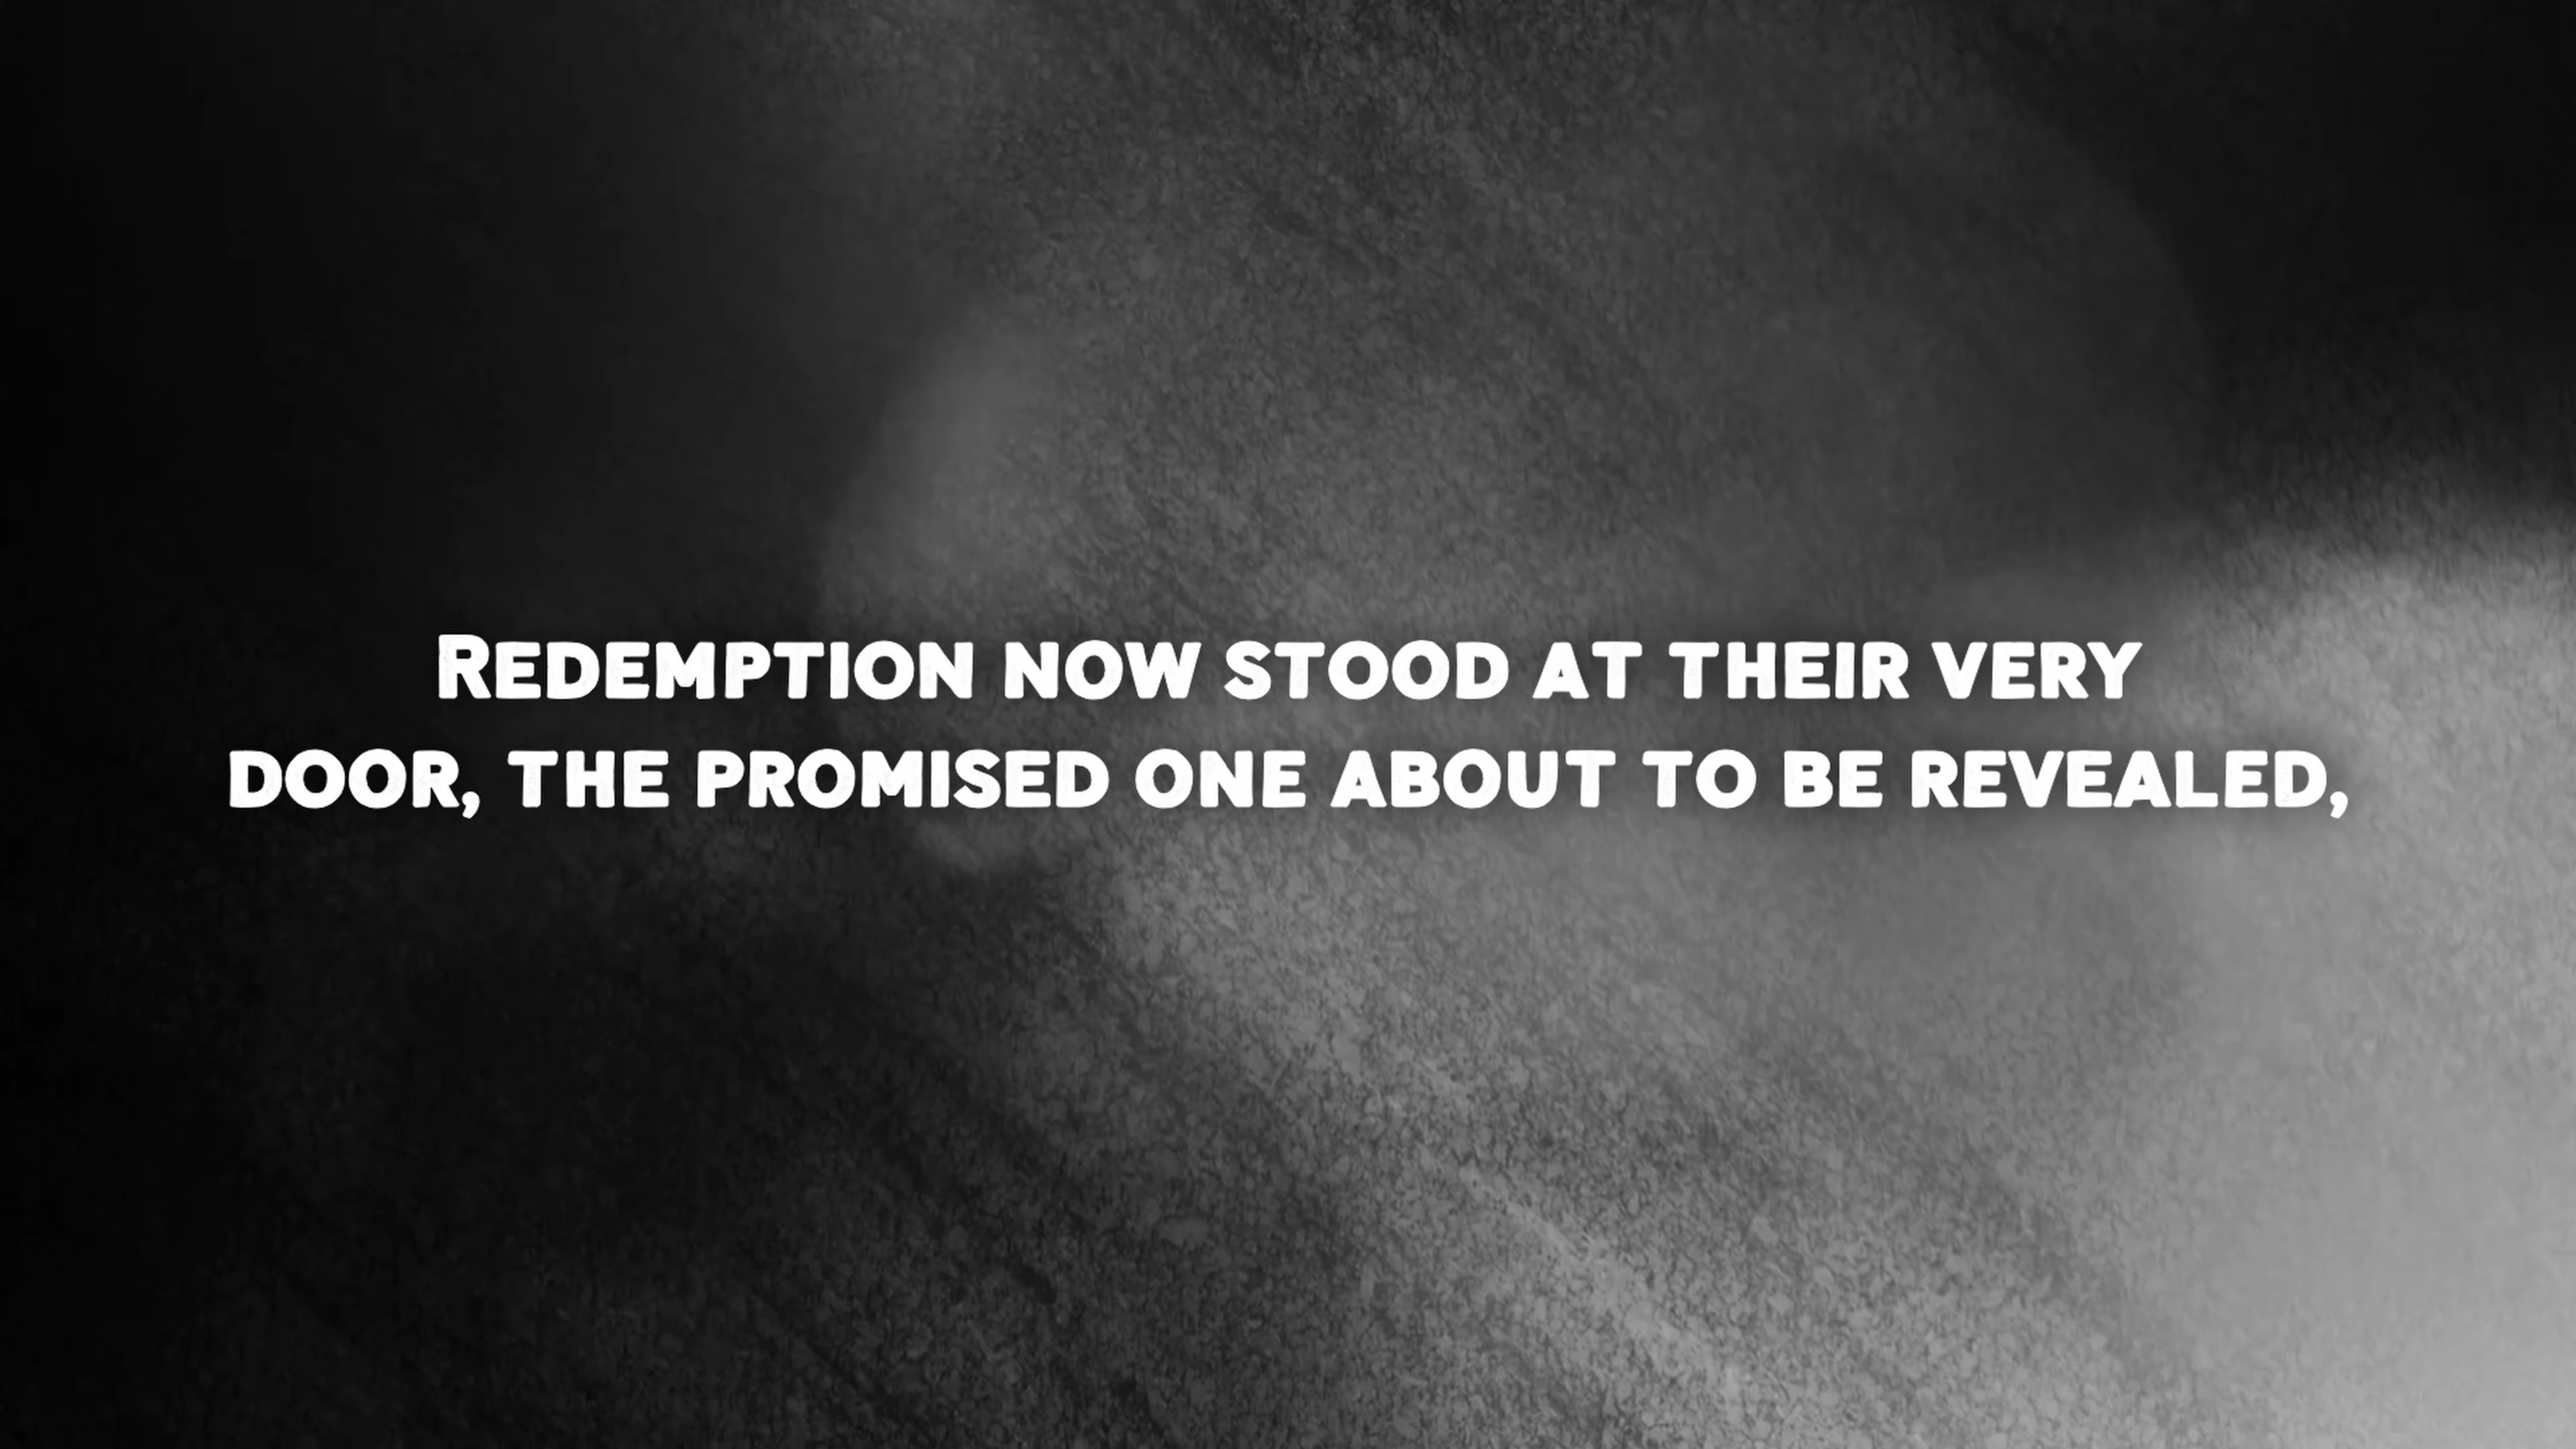 Redemption now stood at their very
door, the promised one about to be revealed,